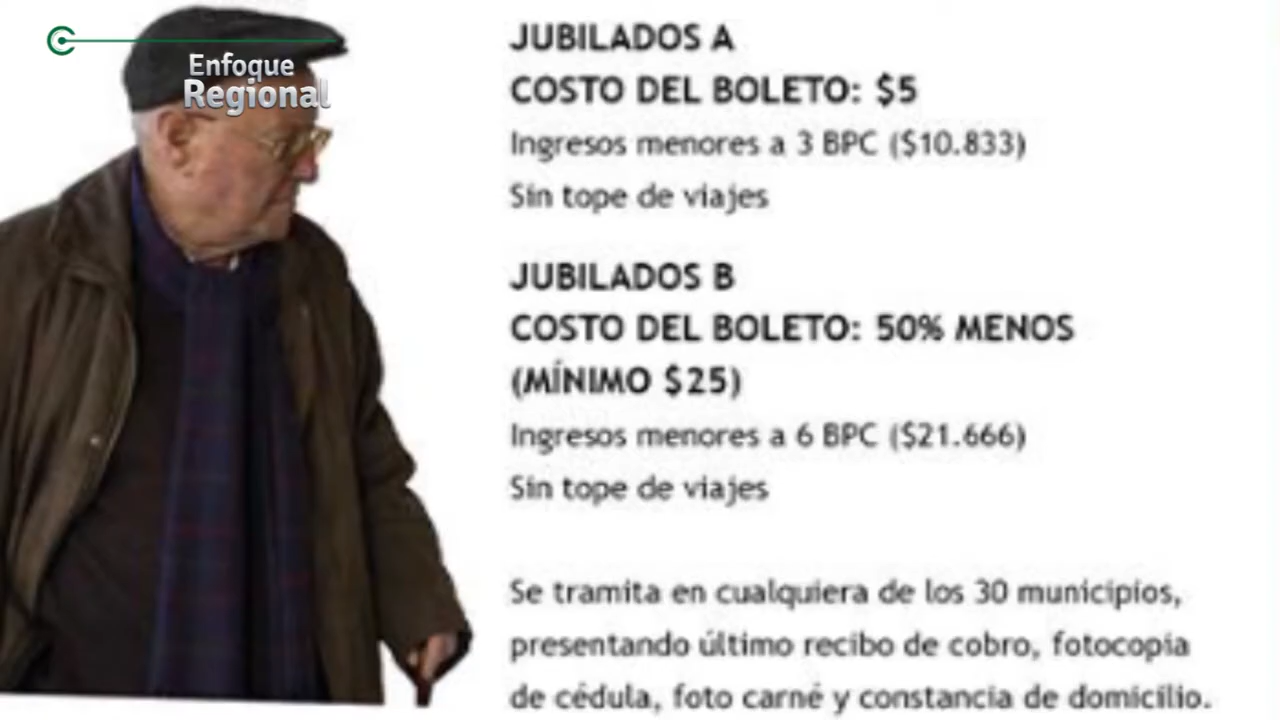 Enfoque
Regional
JUBILADOS A
COSTO DEL BOLETO: $5
Ingresos menores a 3 BPC ($10.833)
Sin tope de viajes
JUBILADOS B
COSTO DEL BOLETO: 50% MENOS
(MÍNIMO $25)
Ingresos menores a 6 BPC ($21.666)
Sin tope de viajes
Se tramita en cualquiera de los 30 municipios,
presentando último recibo de cobro, fotocopia
de cédula, foto carné y constancia de domicilio.